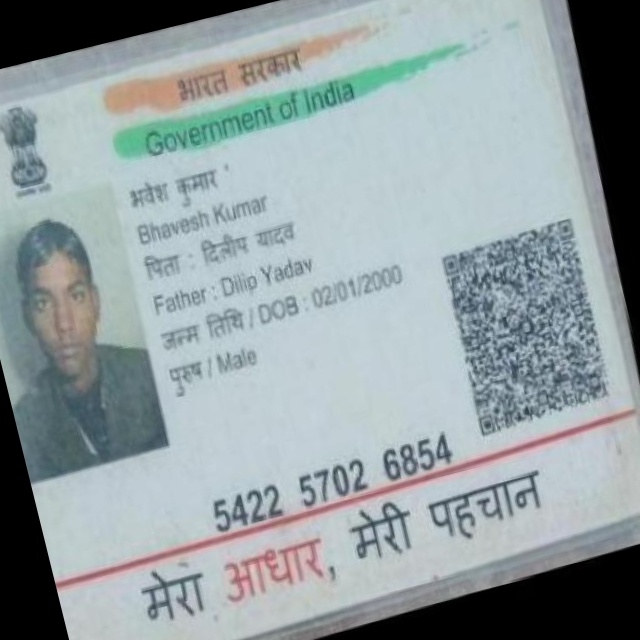 भारत सरकार
Government of India
भवेश कुमार
Bhavesh Kumar
पिता : दिलीप यादव
Father : Dilip Yadav
जन्म तिथि / DOB : 02/01/2000
पुरुष / Male
5422 5702 6854
मेरा आधार, मेरी पहचान